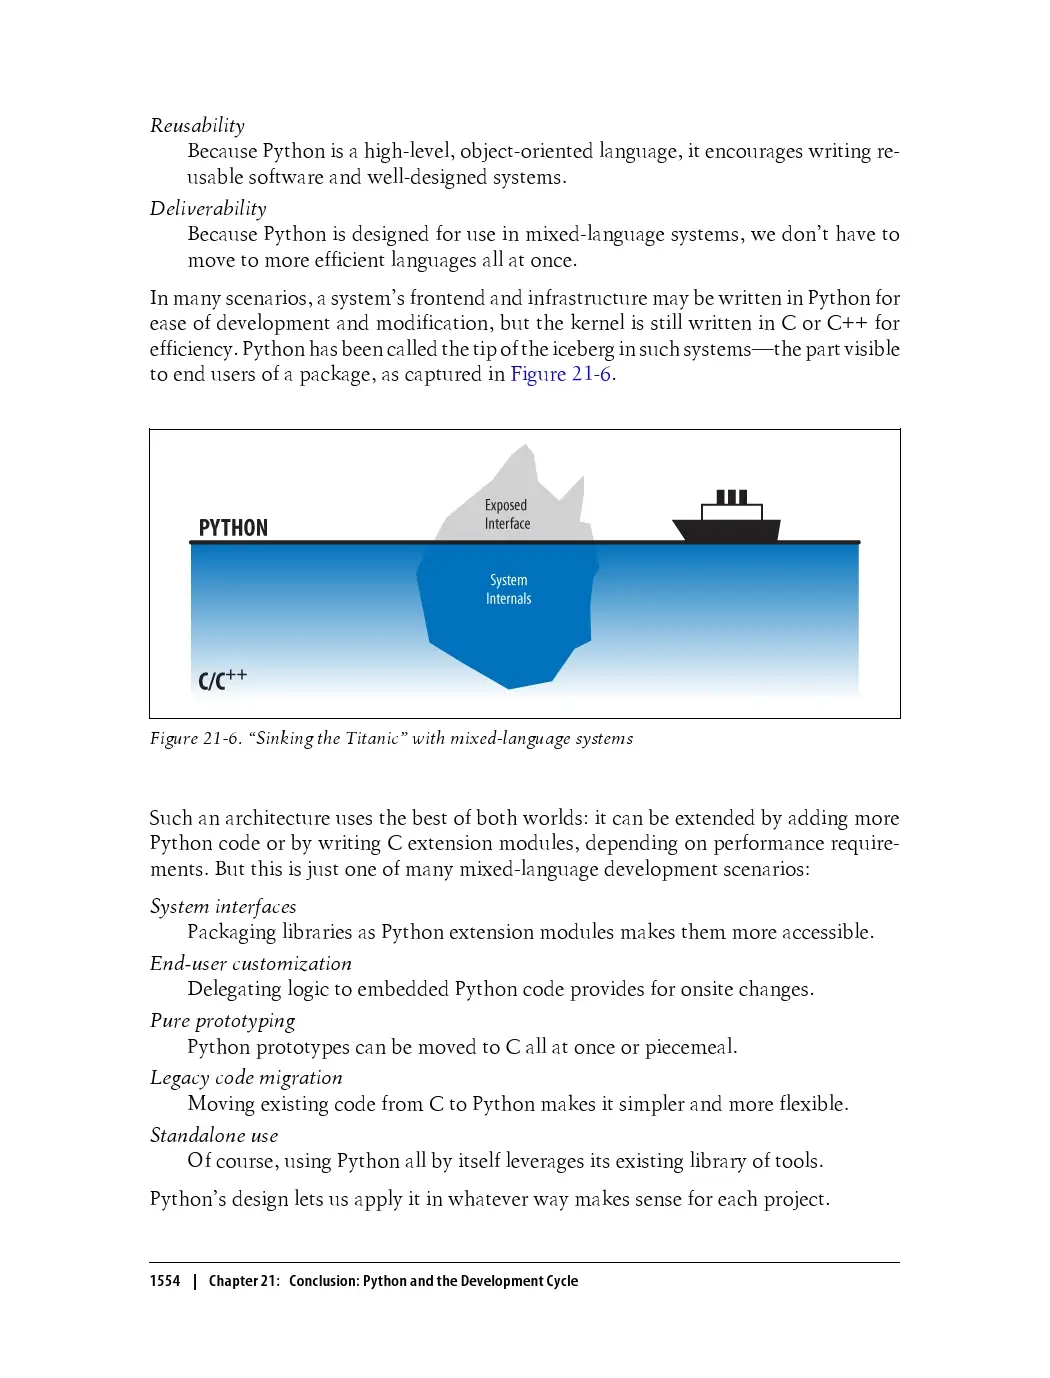 Reusability
Because Python is a high-level, object-oriented language, it encourages writing re-
usable software and well-designed systems.
Deliverability
Because Python is designed for use in mixed-language systems, we don’t have to
move to more efficient languages all at once.
In many scenarios, a system’s frontend and infrastructure may be written in Python for
ease of development and modification, but the kernel is still written in C or C++ for
efficiency. Python has been called the tip of the iceberg in such systems—the part visible
to end users of a package, as captured in Figure 21-6.
Exposed
Interface
PYTHON
System
Internals
C/C++
Figure 21-6. “Sinking the Titanic” with mixed-language systems
Such an architecture uses the best of both worlds: it can be extended by adding more
Python code or by writing C extension modules, depending on performance require-
ments. But this is just one of many mixed-language development scenarios:
System interfaces
Packaging libraries as Python extension modules makes them more accessible.
End-user customization
Delegating logic to embedded Python code provides for onsite changes.
Pure prototyping
Python prototypes can be moved to C all at once or piecemeal.
Legacy code migration
Moving existing code from C to Python makes it simpler and more flexible.
Standalone use
Of course, using Python all by itself leverages its existing library of tools.
Python’s design lets us apply it in whatever way makes sense for each project.
1554 | Chapter 21: Conclusion: Python and the Development Cycle